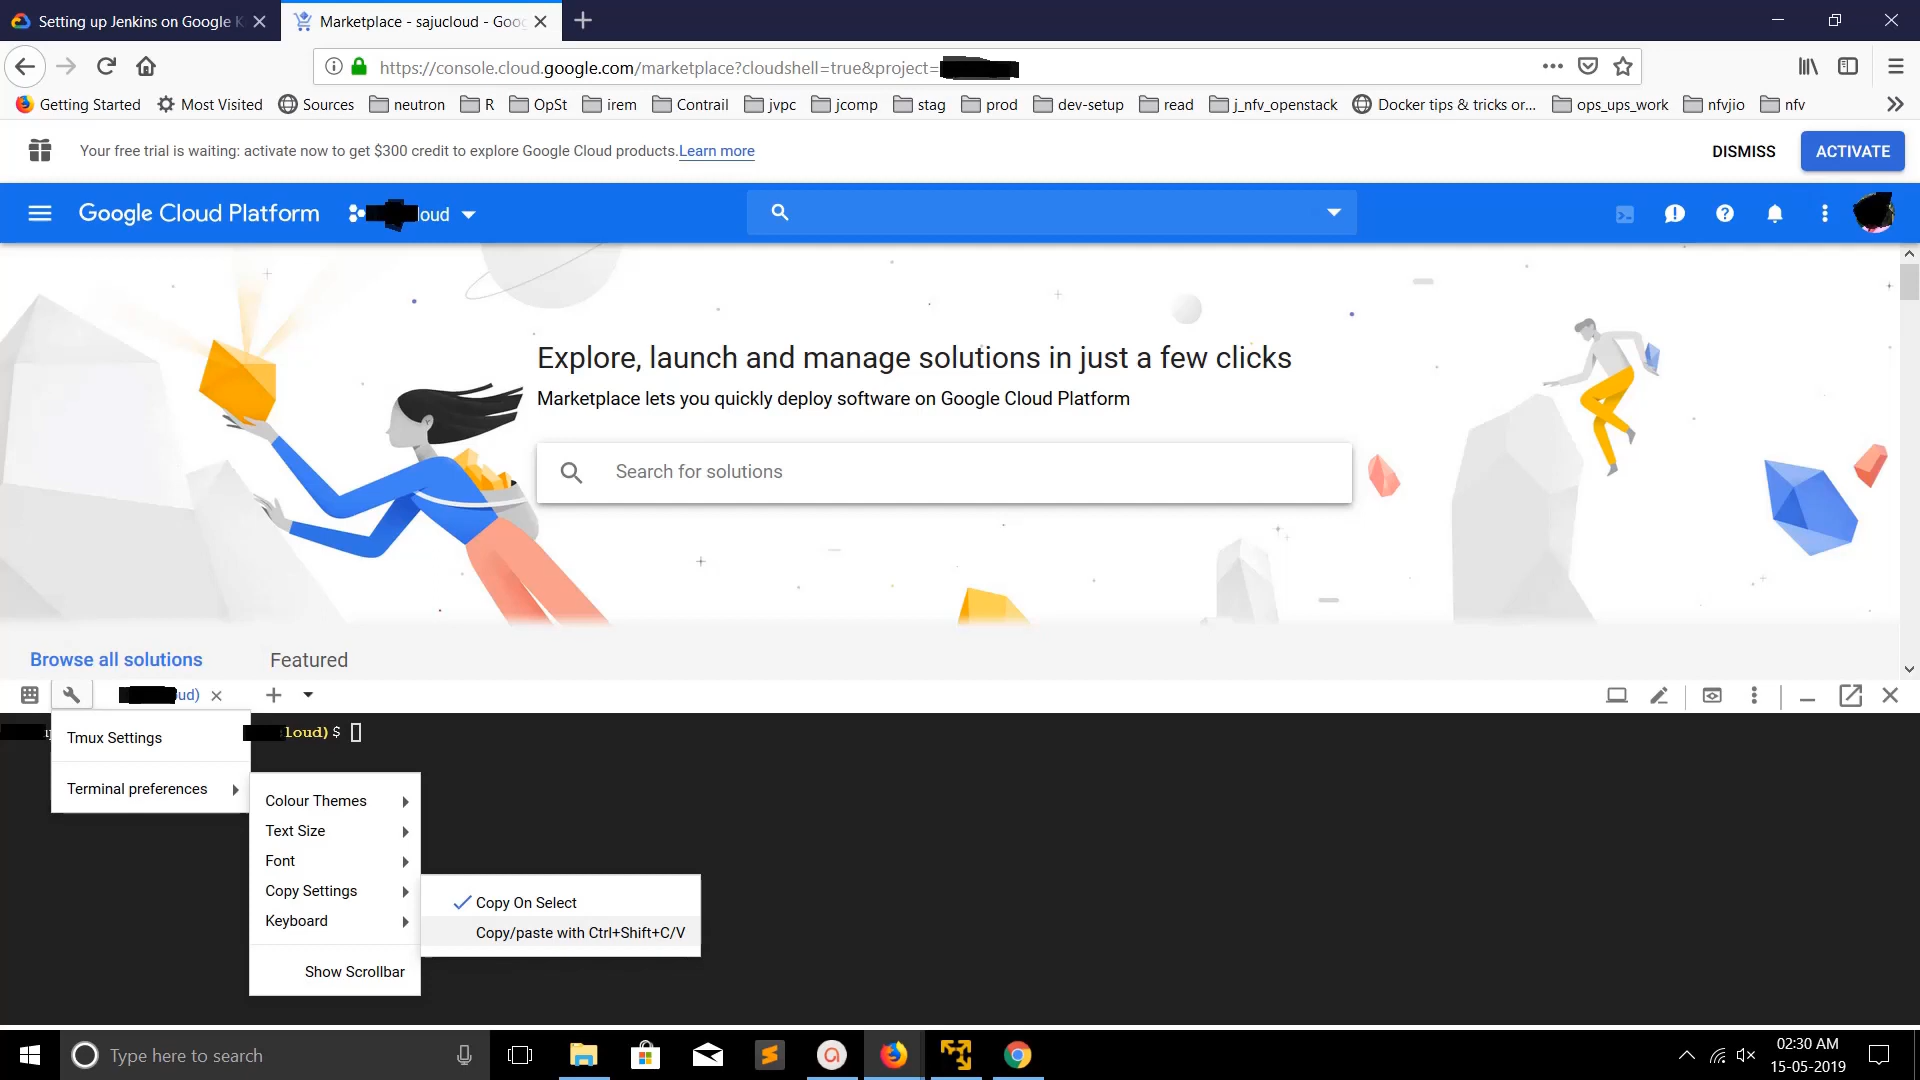 Setting up Jenkins on Google K
Marketplace - sajucloud - Goo
https://console.cloud.google.com/marketplace?cloudshell=true&project=
Getting Started Most Visited Sources neutron R OpSt irem Contrail jvpc jcomp stag prod dev-setup read j_nfv_openstack Docker tips & tricks or... ops_ups_work nfvjio nfv
Your free trial is waiting: activate now to get $300 credit to explore Google Cloud products. Learn more
DISMISS ACTIVATE
Google Cloud Platform oud
Explore, launch and manage solutions in just a few clicks
Marketplace lets you quickly deploy software on Google Cloud Platform
Search for solutions
Browse all solutions Featured
ud)
loud)$
Tmux Settings
Terminal preferences
Colour Themes
Text Size
Font
Copy Settings
Keyboard
Show Scrollbar
Copy On Select
Copy/paste with Ctrl+Shift+C/V
Type here to search
02:30 AM
15-05-2019